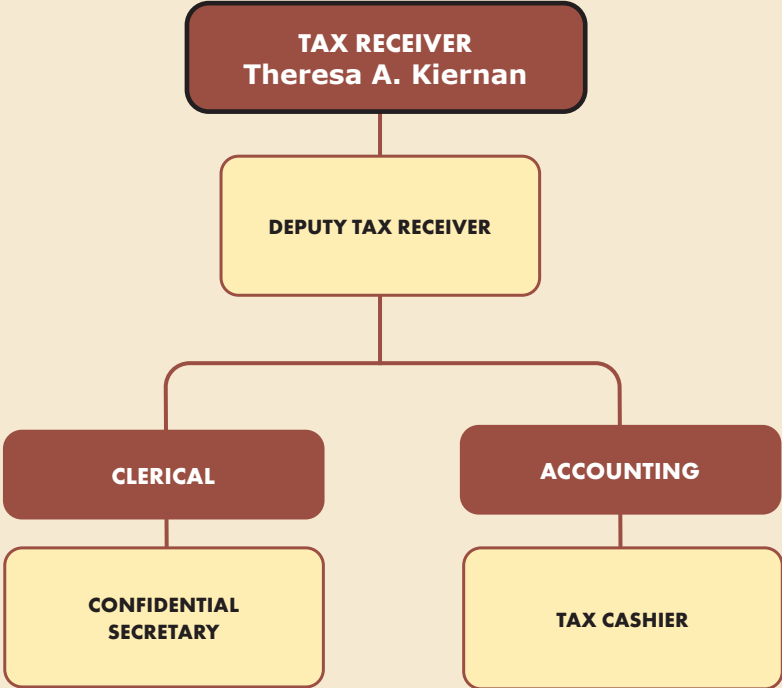 TAX RECEIVER
Theresa A. Kiernan
DEPUTY TAX RECEIVER
CLERICAL
ACCOUNTING
CONFIDENTIAL
SECRETARY
TAX CASHIER